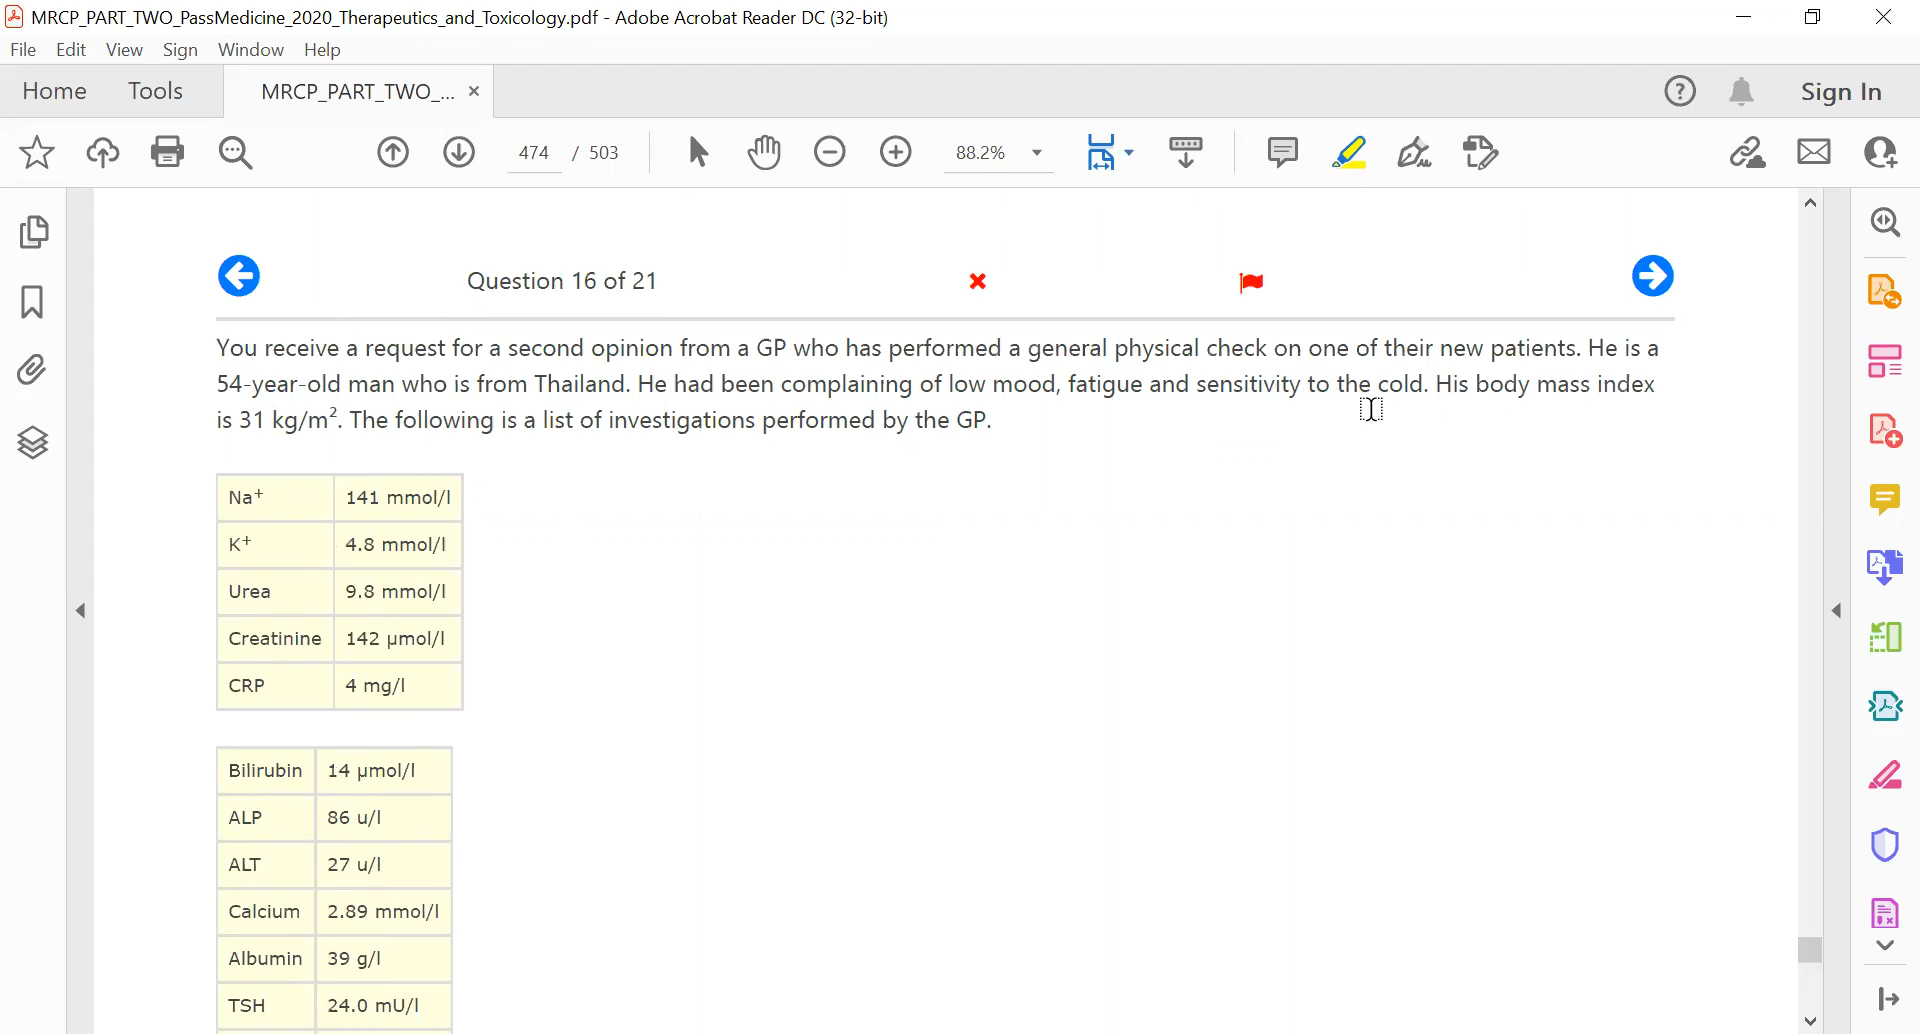 MRCP_PART_TWO_PassMedicine_2020_Therapeutics_and_Toxicology.pdf - Adobe Acrobat Reader DC (32-bit)
File Edit View Sign Window Help
Home Tools MRCP_PART_TWO_... × Sign In
474 / 503 88.2%
Question 16 of 21
You receive a request for a second opinion from a GP who has performed a general physical check on one of their new patients. He is a
54-year-old man who is from Thailand. He had been complaining of low mood, fatigue and sensitivity to the cold. His body mass index
is 31 kg/m². The following is a list of investigations performed by the GP.
Na⁺ 141 mmol/l
K⁺ 4.8 mmol/l
Urea 9.8 mmol/l
Creatinine 142 µmol/l
CRP 4 mg/l
Bilirubin 14 µmol/l
ALP 86 u/l
ALT 27 u/l
Calcium 2.89 mmol/l
Albumin 39 g/l
TSH 24.0 mU/l